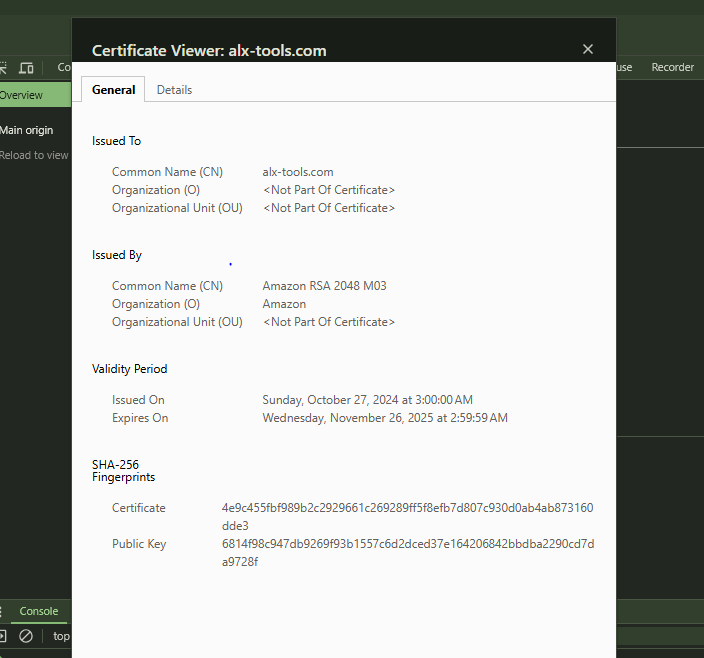 Certificate Viewer: alx-tools.com
Co
use
Recorder
General
Details
Overview
Main origin
Reload to view
Issued To
Common Name (CN) alx-tools.com
Organization (O) <Not Part Of Certificate>
Organizational Unit (OU) <Not Part Of Certificate>
Issued By
Common Name (CN) Amazon RSA 2048 M03
Organization (O) Amazon
Organizational Unit (OU) <Not Part Of Certificate>
Validity Period
Issued On Sunday, October 27, 2024 at 3:00:00 AM
Expires On Wednesday, November 26, 2025 at 2:59:59 AM
SHA-256
Fingerprints
Certificate 4e9c455fbf989b2c2929661c269289ff5f8efb7d807c930d0ab4ab873160
dde3
Public Key 6814f98c947db9269f93b1557c6d2dced37e164206842bbdba2290cd7d
a9728f
Console
top